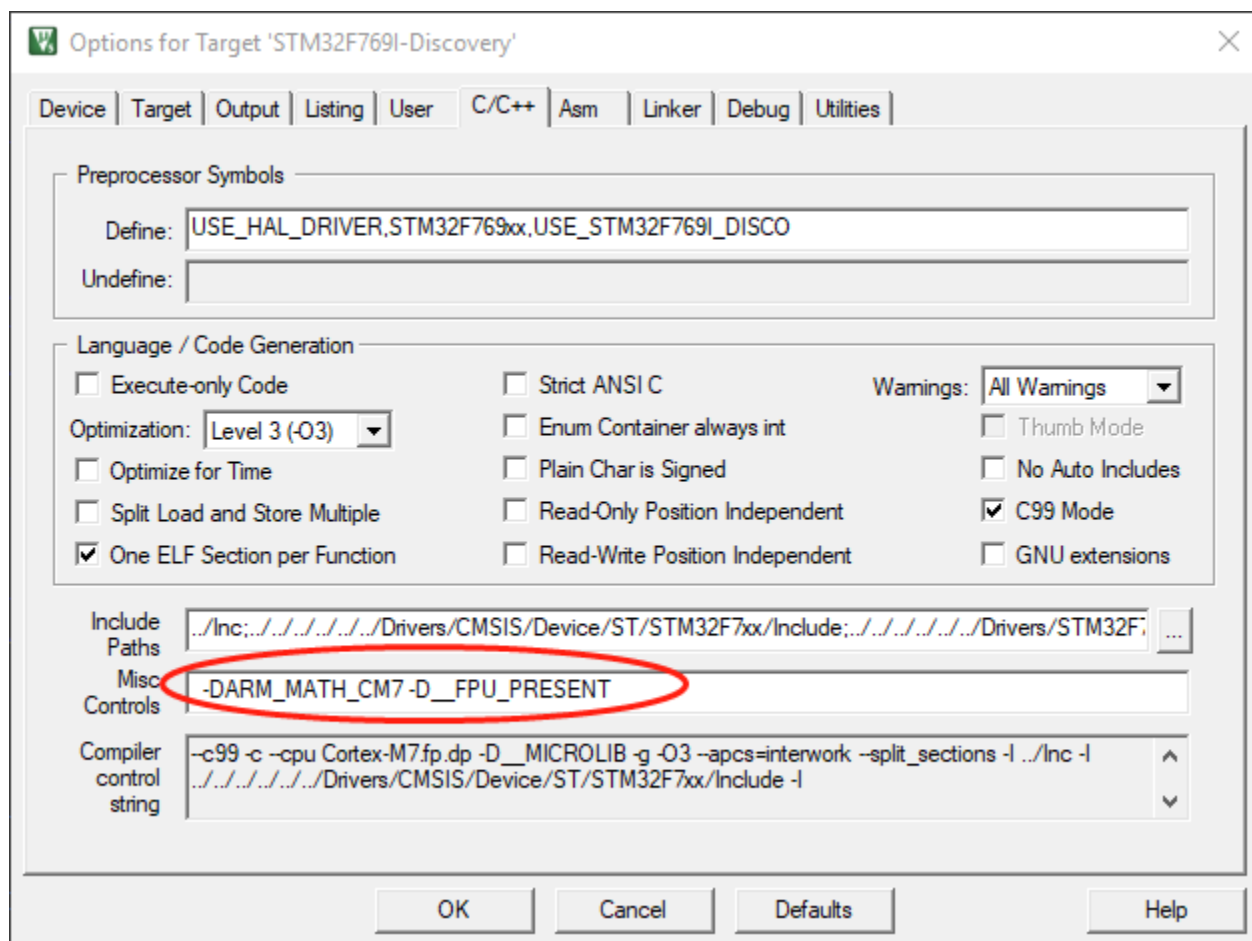 Options for Target 'STM32F769I-Discovery'
Device Target Output Listing User C/C++ Asm Linker Debug Utilities
Preprocessor Symbols
Define: USE_HAL_DRIVER,STM32F769xx,USE_STM32F769I_DISCO
Undefine:
Language / Code Generation
Execute-only Code Strict ANSI C Warnings: All Warnings
Optimization: Level 3 (-O3) Enum Container always int Thumb Mode
Optimize for Time Plain Char is Signed No Auto Includes
Split Load and Store Multiple Read-Only Position Independent C99 Mode
One ELF Section per Function Read-Write Position Independent GNU extensions
Include Paths ../Inc;../../../../../../Drivers/CMSIS/Device/ST/STM32F7xx/Include;../../../../../../Drivers/STM32F7 ...
Misc Controls -DARM_MATH_CM7 -D__FPU_PRESENT
Compiler control string --c99 -c --cpu Cortex-M7.fp.dp -D__MICROLIB -g -O3 --apcs=interwork --split_sections -I ../Inc -I
../../../../../../Drivers/CMSIS/Device/ST/STM32F7xx/Include -I
OK Cancel Defaults Help